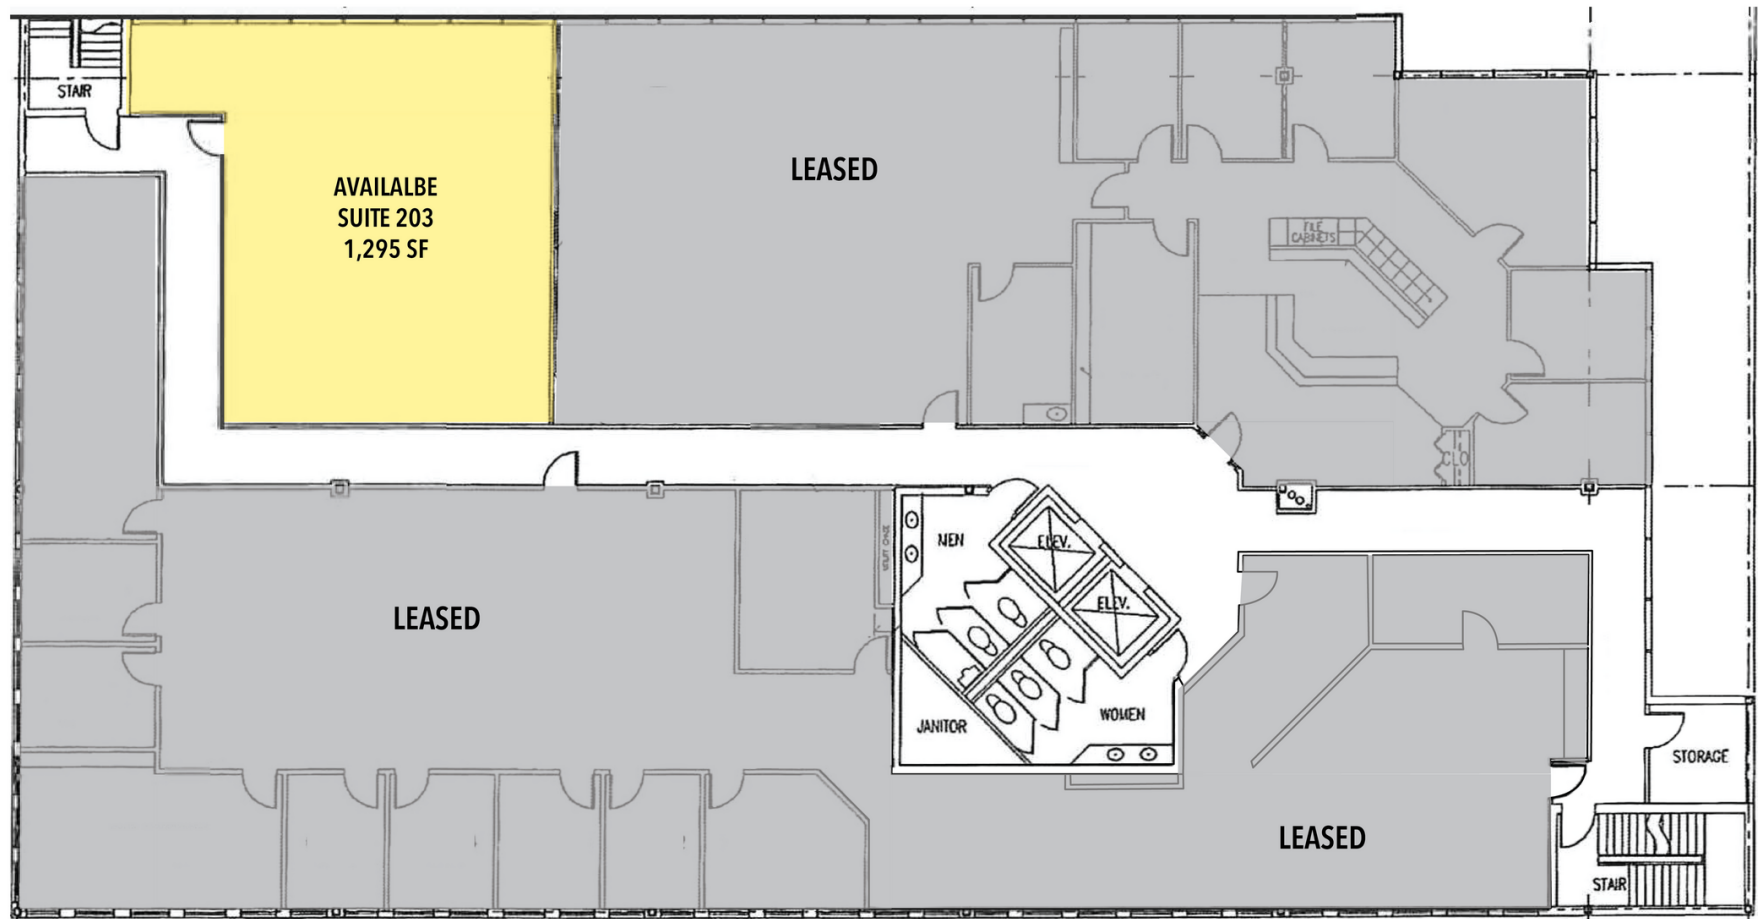 STAIR
AVAILALBE
SUITE 203
1,295 SF
LEASED
FILE
CABINETS
CLO
MEN
ELEV.
ELEV.
LEASED
JANITOR
WOMEN
STORAGE
LEASED
STAIR